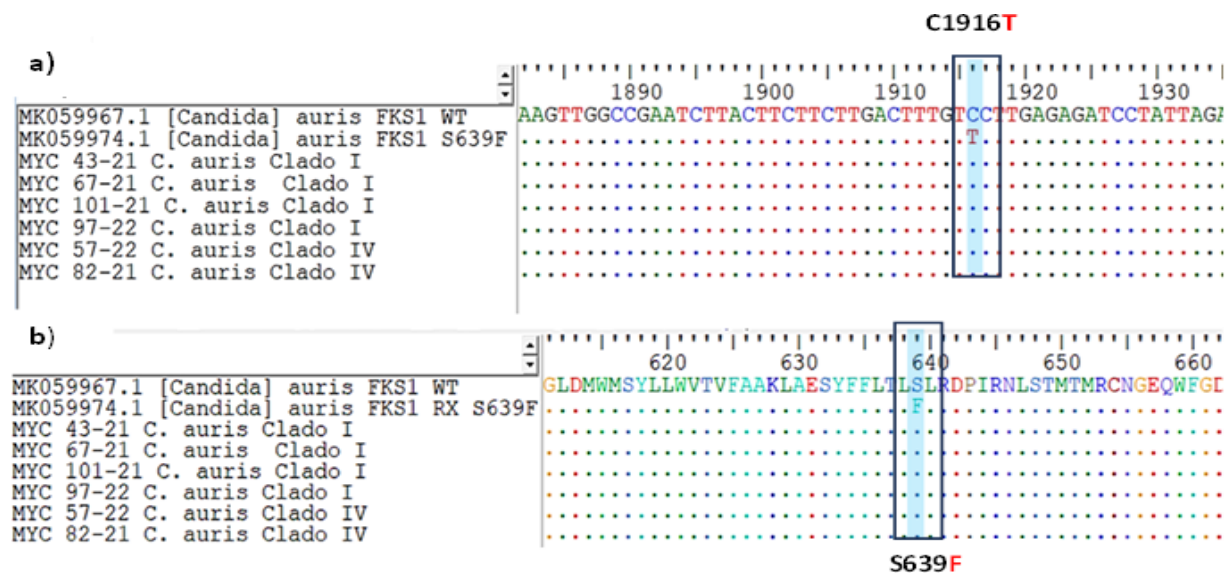 C1916T
a)
1890 1900 1910 1920 1930
MK059967.1 [Candida] auris FKS1 WT AAGTTGGCCGAATCTTACTTCTTCTTGACTTTGTCCTTGAGAGATCCTATTAGA
MK059974.1 [Candida] auris FKS1 S639F T
MYC 43-21 C. auris Clado I
MYC 67-21 C. auris Clado I
MYC 101-21 C. auris Clado I
MYC 97-22 C. auris Clado I
MYC 57-22 C. auris Clado IV
MYC 82-21 C. auris Clado IV
b)
620 630 640 650 660
MK059967.1 [Candida] auris FKS1 WT GLDMWMSYLLWVTVFAAKLAESYFFLTLSLRDPIRNLSTMTMRCNGEQWFGD
MK059974.1 [Candida] auris FKS1 RX S639F F
MYC 43-21 C. auris Clado I
MYC 67-21 C. auris Clado I
MYC 101-21 C. auris Clado I
MYC 97-22 C. auris Clado I
MYC 57-22 C. auris Clado IV
MYC 82-21 C. auris Clado IV
S639F